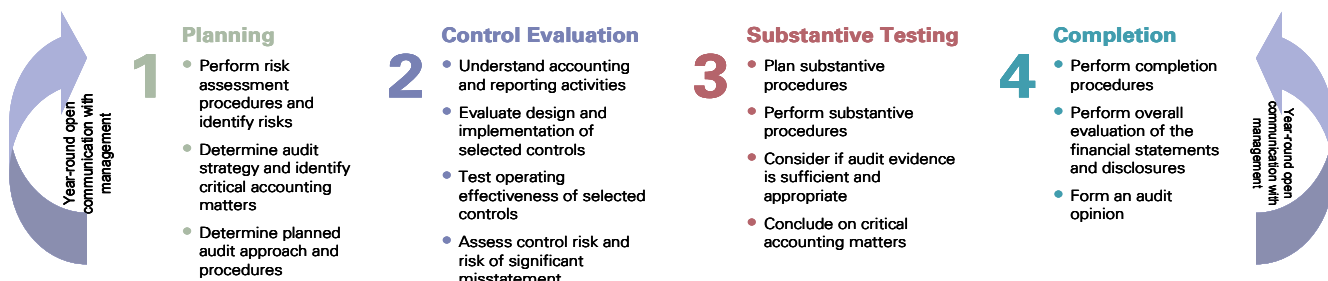 Year-round open
communication with
management
1
Planning
• Perform risk
assessment
procedures and
identify risks
• Determine audit
strategy and identify
critical accounting
matters
• Determine planned
audit approach and
procedures
2
Control Evaluation
• Understand accounting
and reporting activities
• Evaluate design and
implementation of
selected controls
• Test operating
effectiveness of selected
controls
• Assess control risk and
risk of significant
misstatement
3
Substantive Testing
• Plan substantive
procedures
• Perform substantive
procedures
• Consider if audit evidence
is sufficient and
appropriate
• Conclude on critical
accounting matters
4
Completion
• Perform completion
procedures
• Perform overall
evaluation of the
financial statements
and disclosures
• Form an audit
opinion
Year-round open
communication with
management